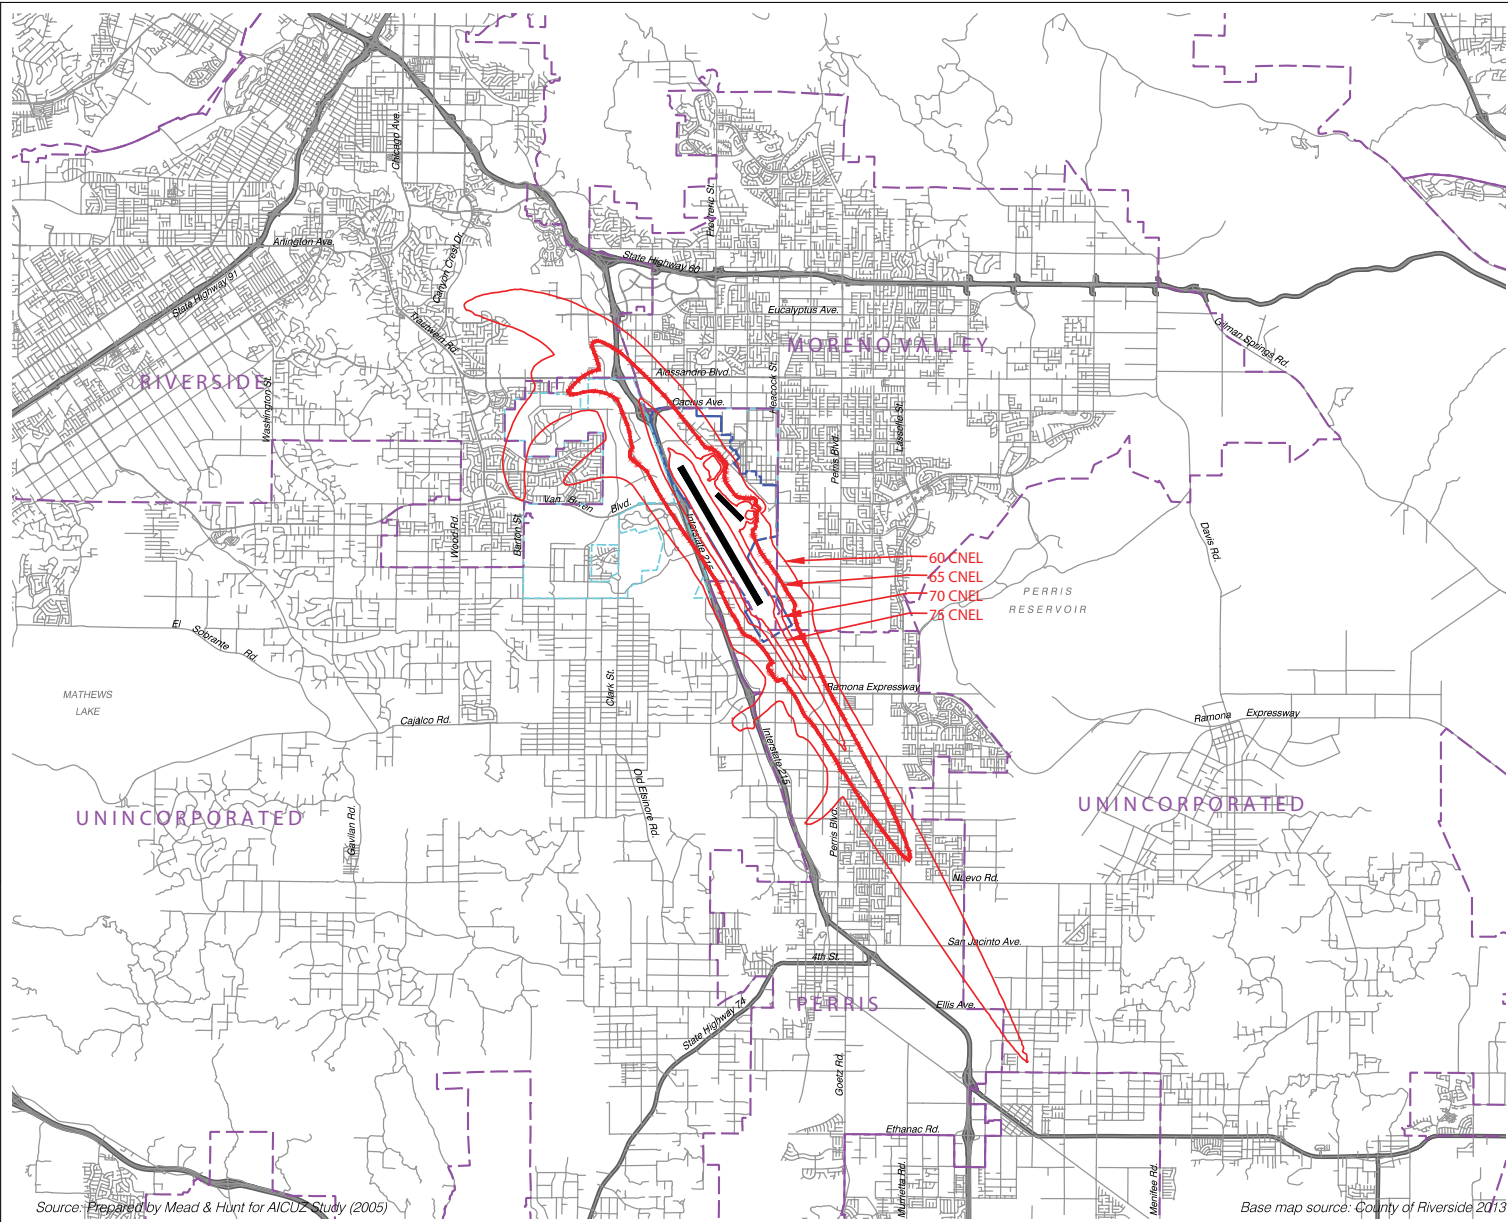 Chicago Ave.
Frederic St.
Arlington Ave.
Canyon Crest Dr.
State Highway 60
State Highway 91
Eucalyptus Ave.
Trautwein Rd.
Gilman Springs Rd.
MORENO VALLEY
RIVERSIDE
Alessandro Blvd.
Heacock St.
Washington St.
Cactus Ave.
Lasselle St.
Perris Blvd.
Van Buren Blvd.
Wood Rd.
Barton St.
Interstate 215
Davis Rd.
60 CNEL
65 CNEL
70 CNEL
75 CNEL
PERRIS
RESERVOIR
El Sobrante Rd.
MATHEWS
LAKE
Clark St.
Ramona Expressway
Cajalco Rd.
Ramona Expressway
Interstate 215
Old Elsinore Rd.
UNINCORPORATED
UNINCORPORATED
Gavilan Rd.
Perris Blvd.
Nuevo Rd.
San Jacinto Ave.
4th St.
PERRIS
Ellis Ave.
State Highway 74
Goetz Rd.
Ethanac Rd.
Murrieta Rd.
Menifee Rd.
Source: Prepared by Mead & Hunt for AICUZ Study (2005)
Base map source: County of Riverside 2013